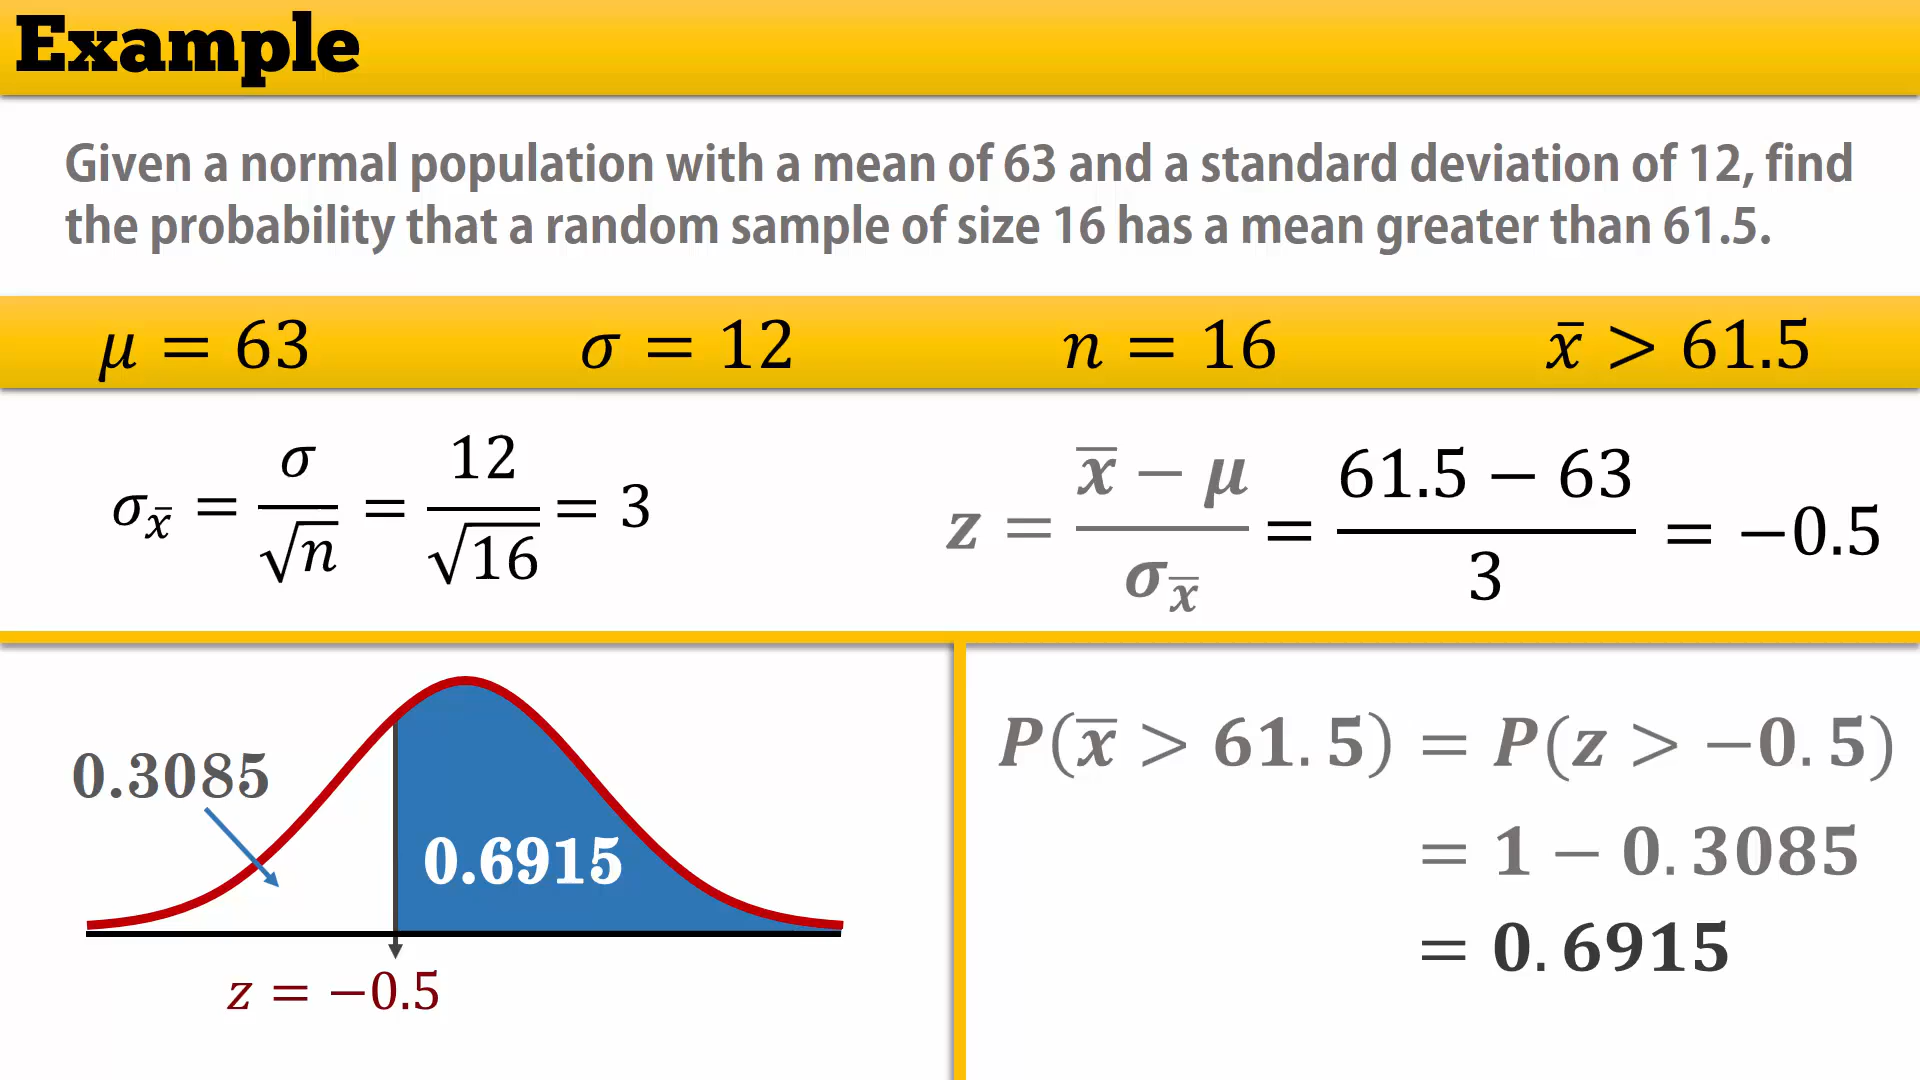 Example
Given a normal population with a mean of 63 and a standard deviation of 12, find
the probability that a random sample of size 16 has a mean greater than 61.5.
μ = 63 σ = 12 n = 16 x̄ > 61.5
σ_x̄ = σ/√n = 12/√16 = 3
z = (x̄ − μ)/σ_x̄ = (61.5 − 63)/3 = −0.5
0.3085
0.6915
z = −0.5
P(x̄ > 61.5) = P(z > −0.5)
= 1 − 0.3085
= 0.6915